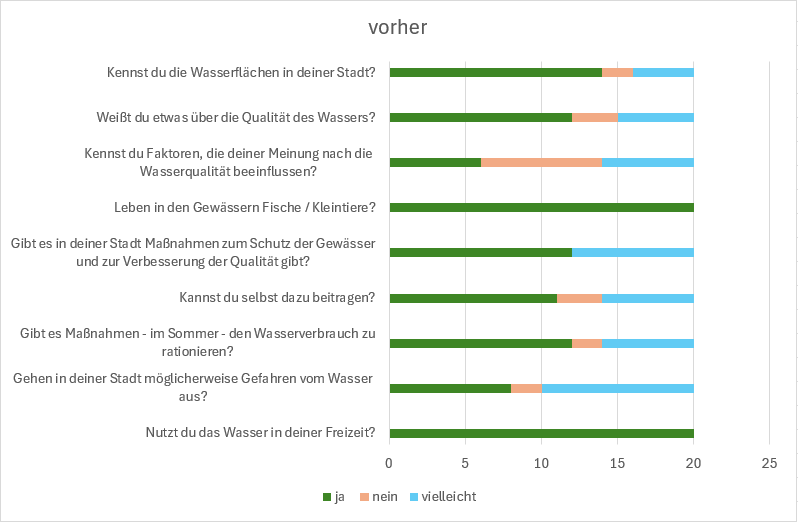 vorher
Kennst du die Wasserflächen in deiner Stadt?
Weißt du etwas über die Qualität des Wassers?
Kennst du Faktoren, die deiner Meinung nach die
Wasserqualität beeinflussen?
Leben in den Gewässern Fische / Kleintiere?
Gibt es in deiner Stadt Maßnahmen zum Schutz der Gewässer
und zur Verbesserung der Qualität gibt?
Kannst du selbst dazu beitragen?
Gibt es Maßnahmen - im Sommer - den Wasserverbrauch zu
rationieren?
Gehen in deiner Stadt möglicherweise Gefahren vom Wasser
aus?
Nutzt du das Wasser in deiner Freizeit?
0 5 10 15 20 25
ja nein vielleicht